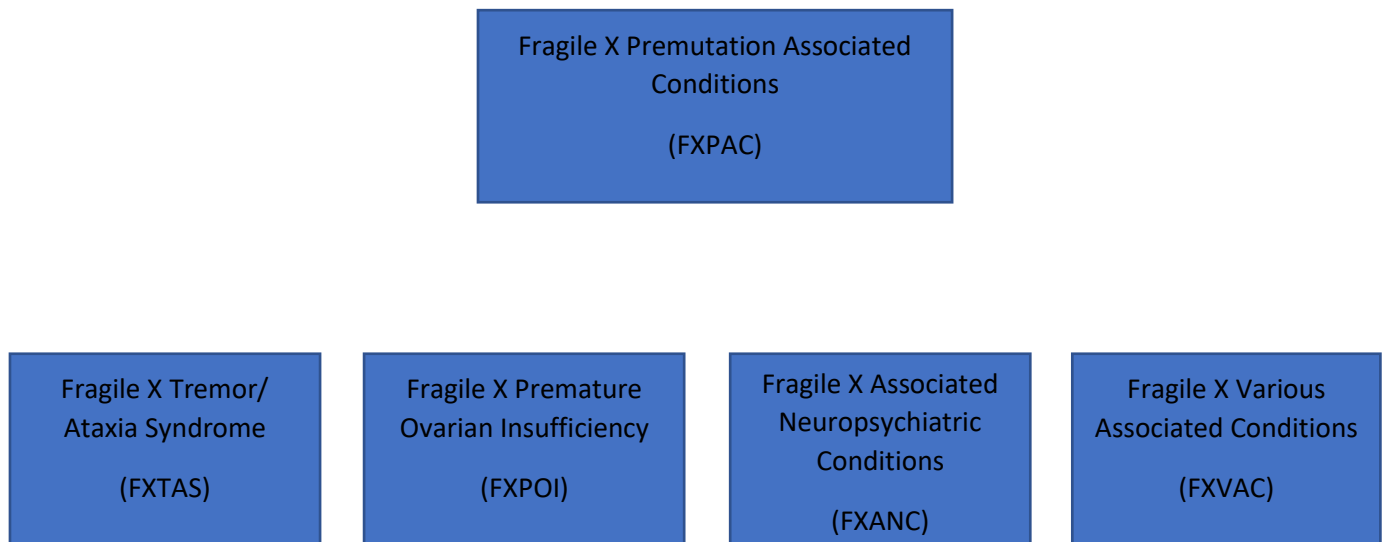 Fragile X Premutation Associated
Conditions
(FXPAC)
Fragile X Tremor/
Ataxia Syndrome
(FXTAS)
Fragile X Premature
Ovarian Insufficiency
(FXPOI)
Fragile X Associated
Neuropsychiatric
Conditions
(FXANC)
Fragile X Various
Associated Conditions
(FXVAC)